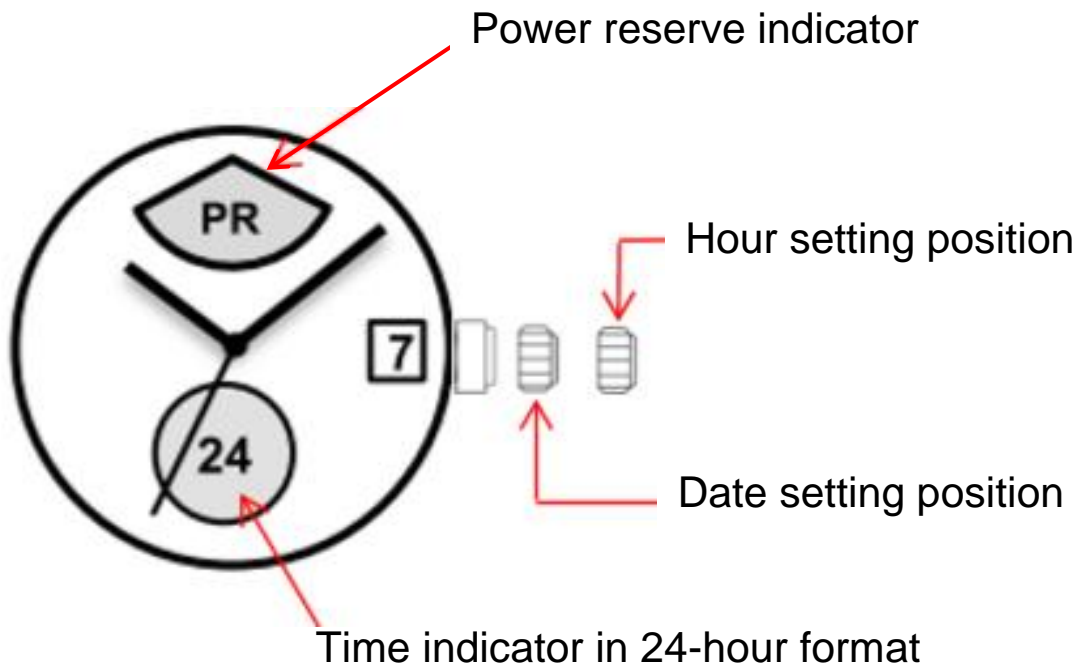 Power reserve indicator
PR
Hour setting position
7
24
Date setting position
Time indicator in 24-hour format